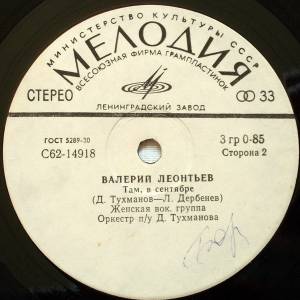 МИНИСТЕРСТВО КУЛЬТУРЫ СССР
МЕЛОДИЯ
ВСЕСОЮЗНАЯ ФИРМА ГРАМПЛАСТИНОК
СТЕРЕО
33
ЛЕНИНГРАДСКИЙ ЗАВОД
ГОСТ 5289-30
С62-14918
3 гр 0-85
Сторона 2
ВАЛЕРИЙ ЛЕОНТЬЕВ
Там, в сентябре
(Д. Тухманов—Л. Дербенев)
Женская вок. группа
Оркестр п/у Д. Тухманова